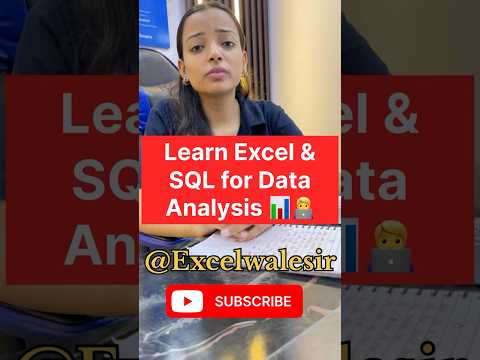 Learn Excel &
SQL for Data
Analysis 📊👨‍💻
@Excelwalesir
SUBSCRIBE